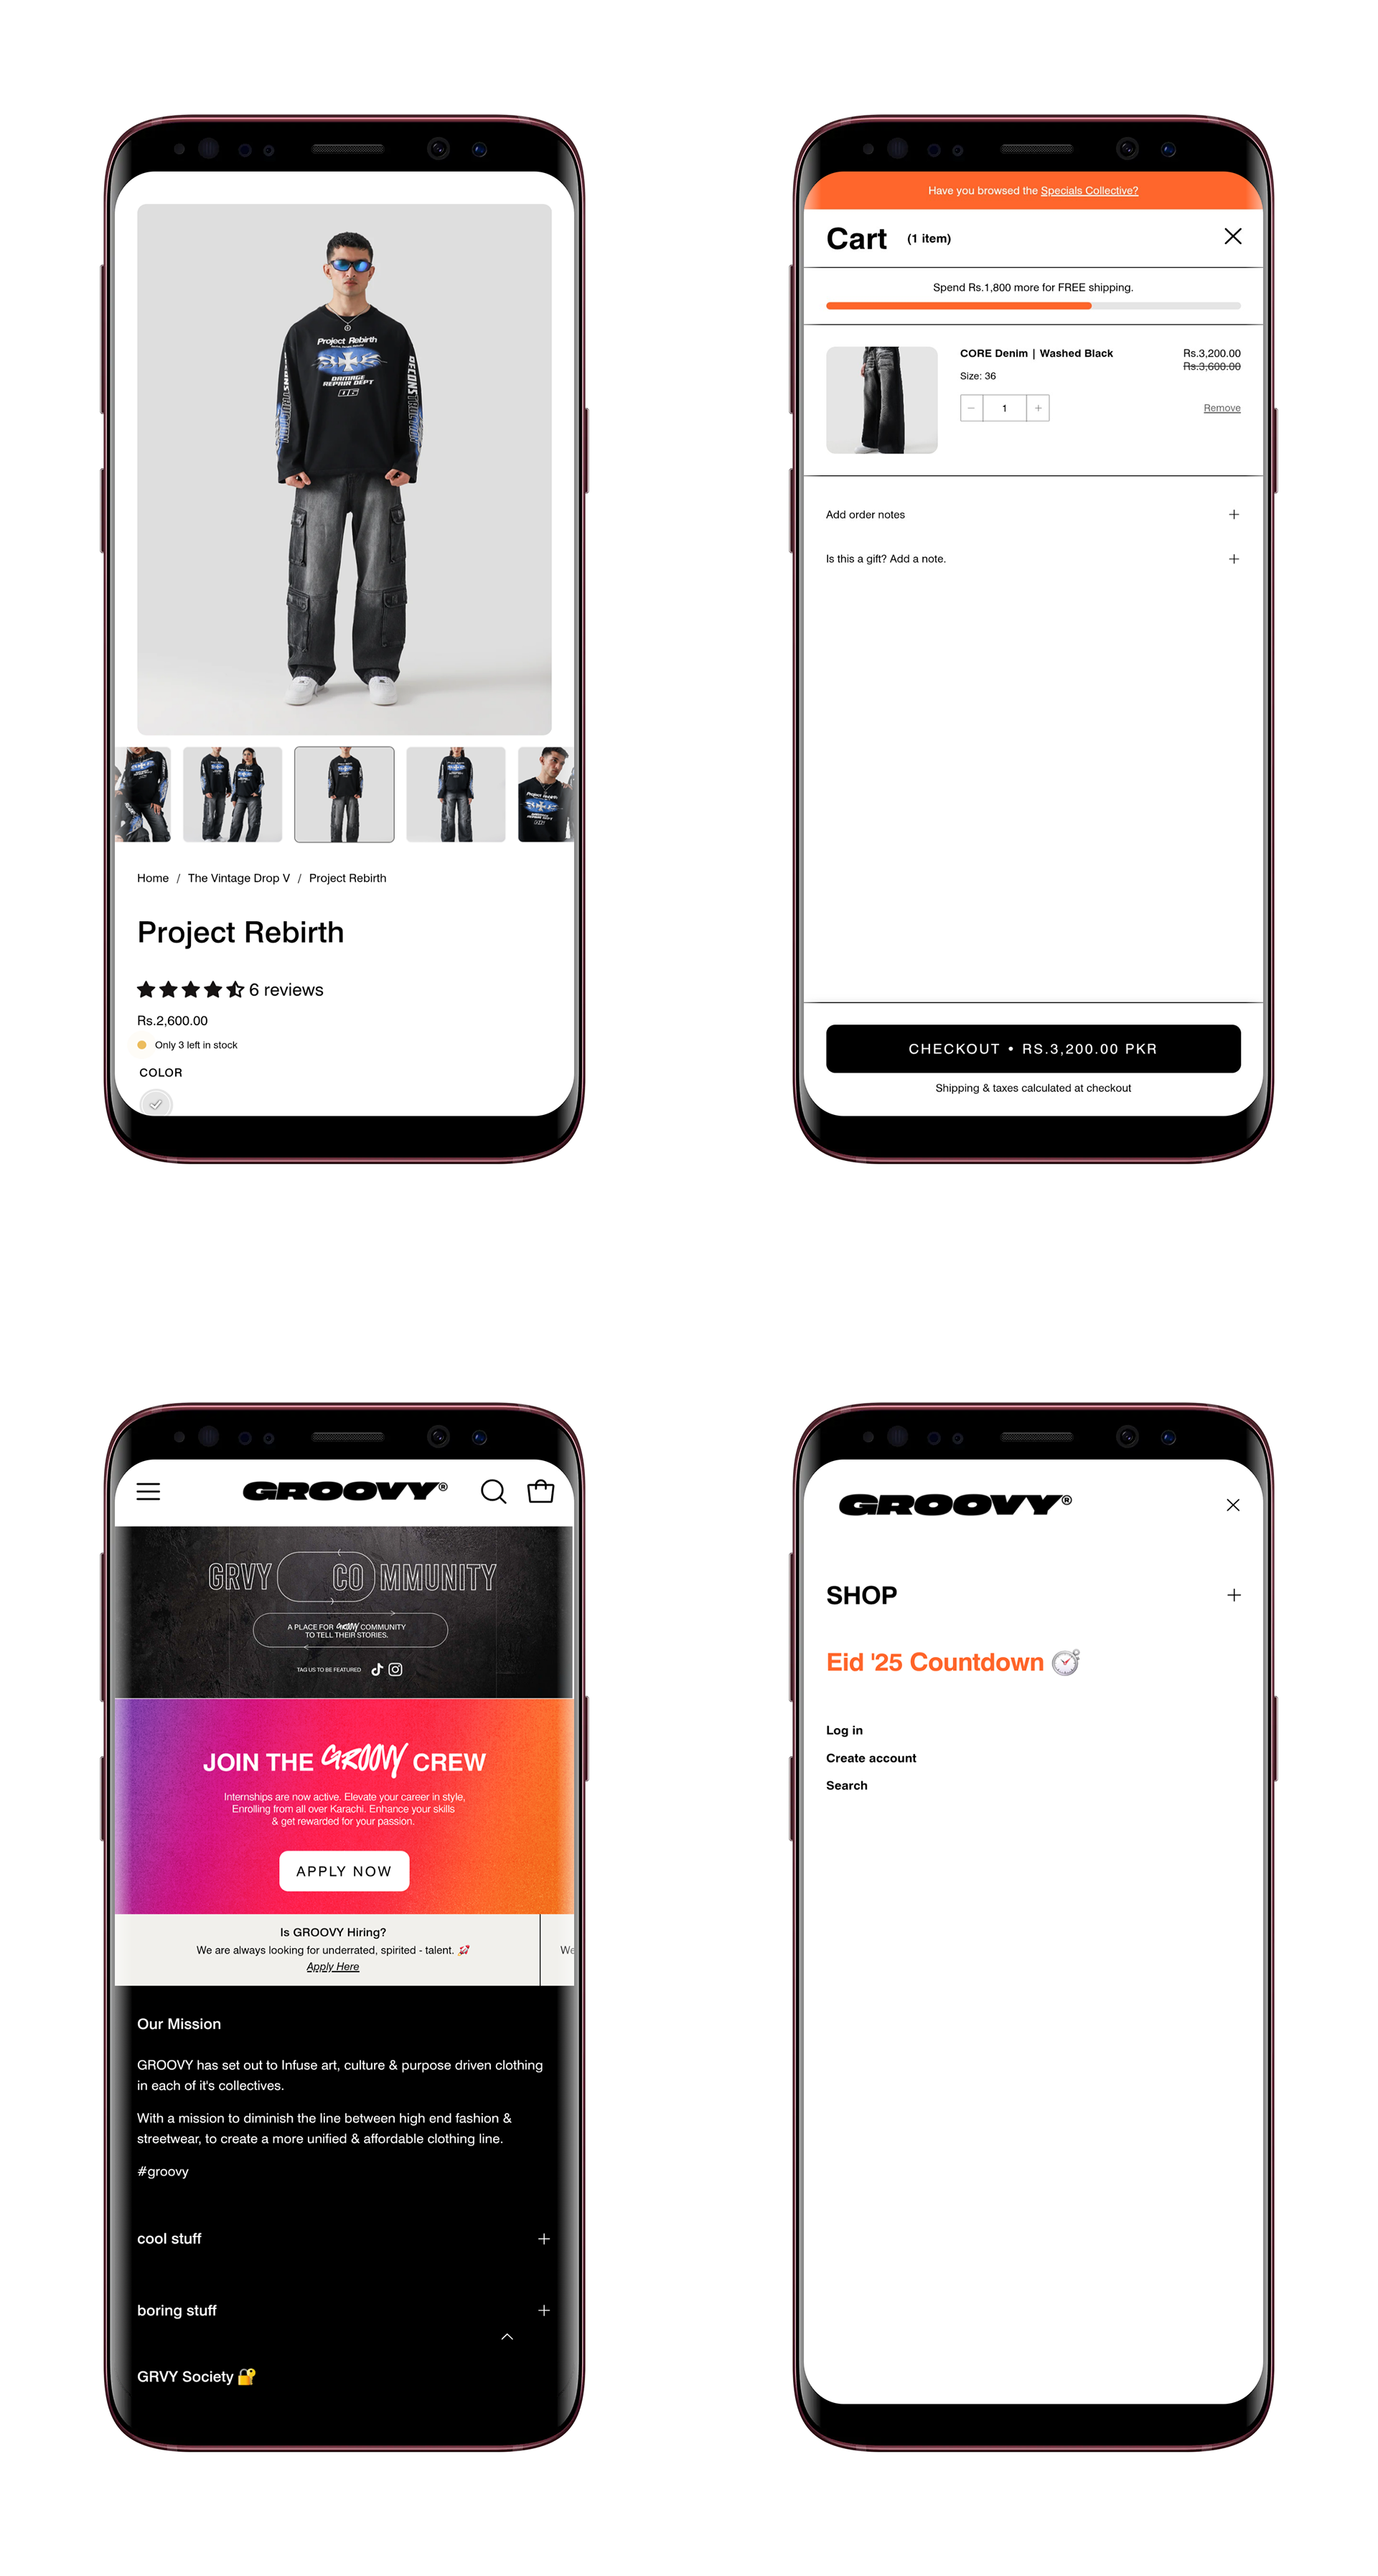 Project Rebirth
DAMAGE
REPAIR DEPT
06
Home / The Vintage Drop V / Project Rebirth
Project Rebirth
6 reviews
Rs.2,600.00
Only 3 left in stock
COLOR
Have you browsed the Specials Collective?
Cart (1 item)
Spend Rs.1,800 more for FREE shipping.
CORE Denim | Washed Black
Rs.3,200.00
Rs.3,600.00
Size: 36
1
Remove
Add order notes
Is this a gift? Add a note.
CHECKOUT • RS.3,200.00 PKR
Shipping & taxes calculated at checkout
GROOVY®
GRVY COMMUNITY
A PLACE FOR GROOVY COMMUNITY
TO TELL THEIR STORIES.
TAG US TO BE FEATURED
JOIN THE GROOVY CREW
Internships are now active. Elevate your career in style,
Enrolling from all over Karachi. Enhance your skills
& get rewarded for your passion.
APPLY NOW
Is GROOVY Hiring?
We are always looking for underrated, spirited - talent. 🚀
We
Apply Here
Our Mission
GROOVY has set out to Infuse art, culture & purpose driven clothing
in each of it's collectives.
With a mission to diminish the line between high end fashion &
streetwear, to create a more unified & affordable clothing line.
#groovy
cool stuff
boring stuff
GRVY Society 🔐
GROOVY®
SHOP
Eid '25 Countdown ⏱
Log in
Create account
Search